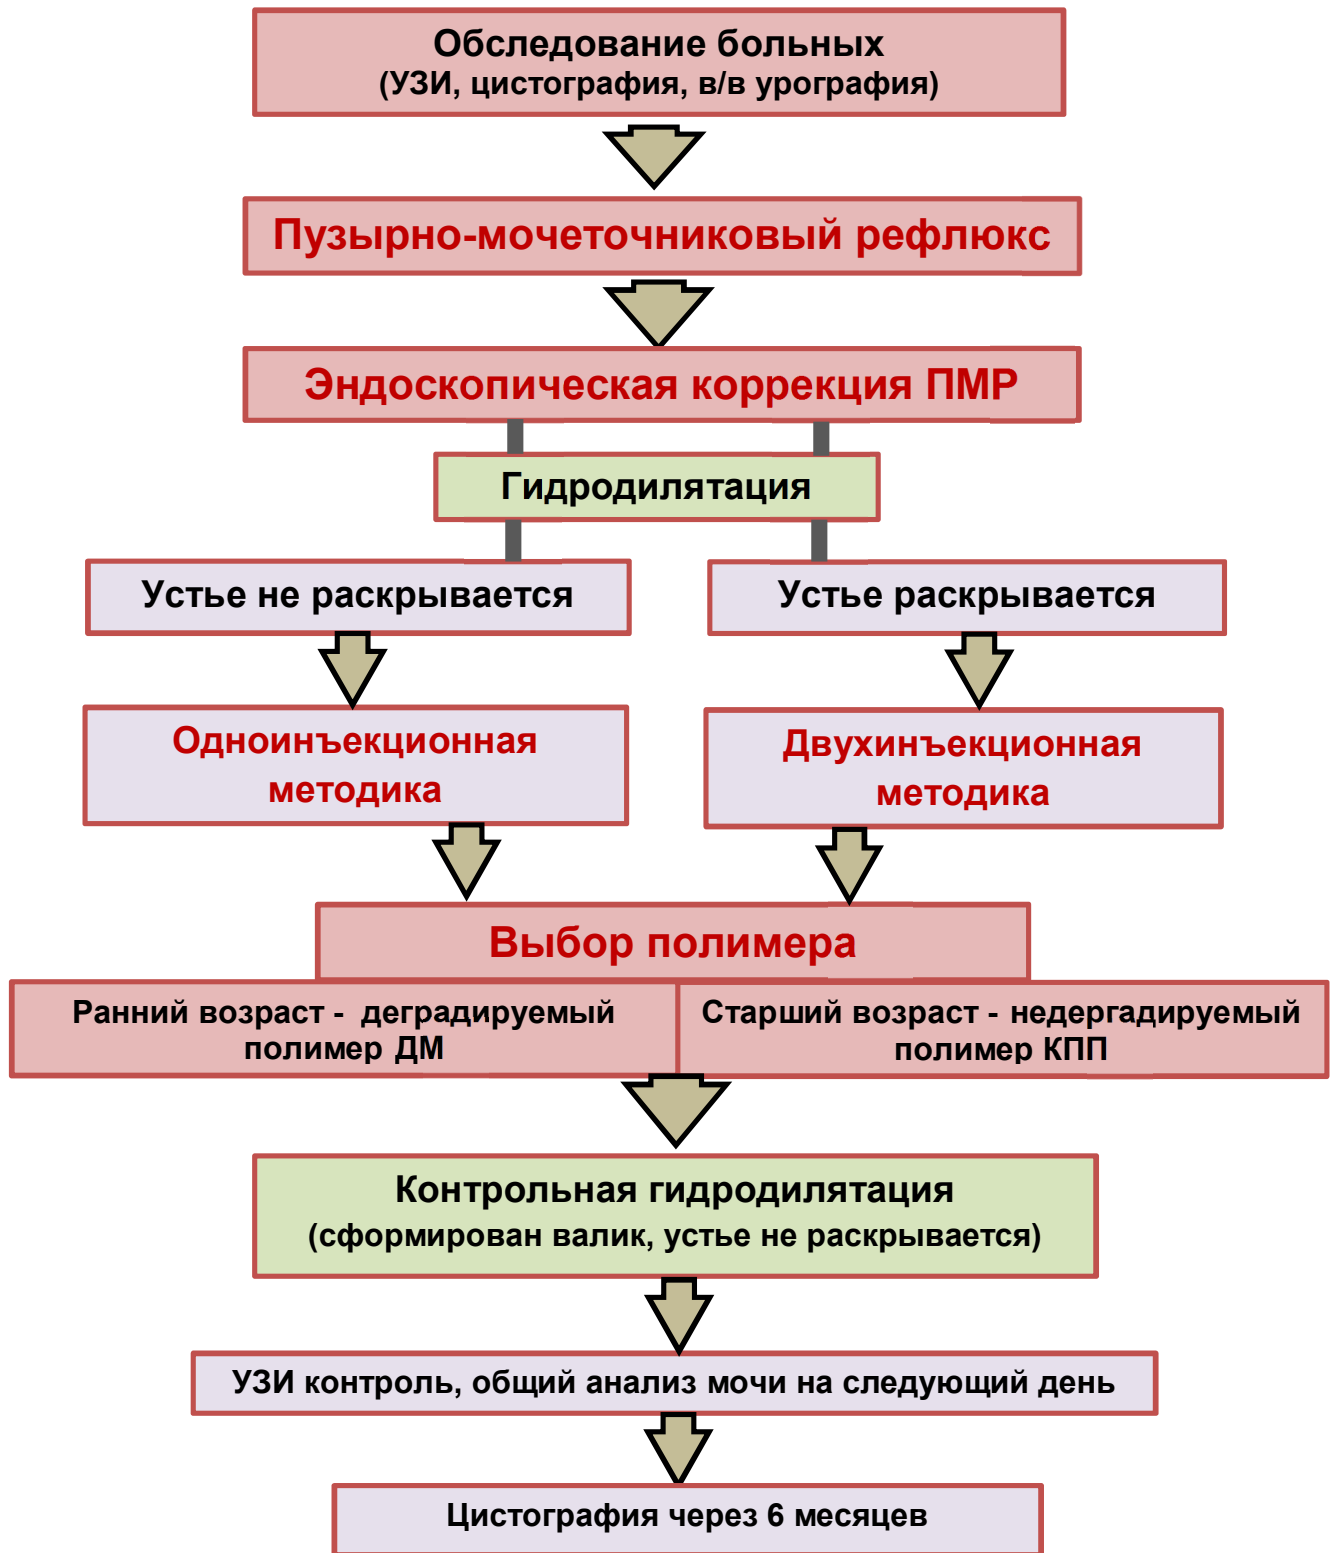 Обследование больных
(УЗИ, цистография, в/в урография)
Пузырно-мочеточниковый рефлюкс
Эндоскопическая коррекция ПМР
Гидродилятация
Устье не раскрывается
Устье раскрывается
Одноинъекционная
методика
Двухинъекционная
методика
Выбор полимера
Ранний возраст - деградируемый
полимер ДМ
Старший возраст - недергадируемый
полимер КПП
Контрольная гидродилятация
(сформирован валик, устье не раскрывается)
УЗИ контроль, общий анализ мочи на следующий день
Цистография через 6 месяцев